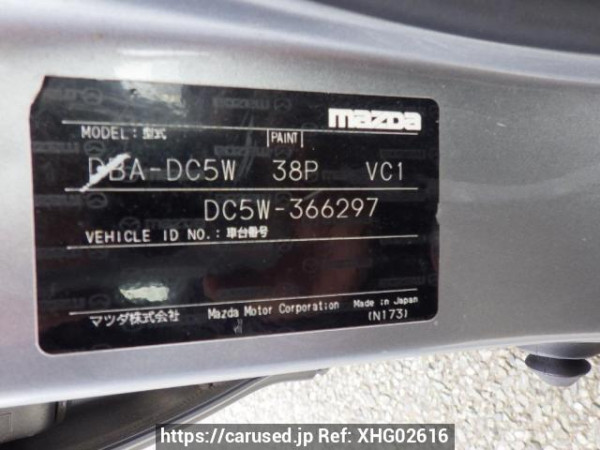 mazda
MODEL: 型式 PAINT
DBA-DC5W 38P VC1
DC5W-366297
VEHICLE ID NO.: 車台番号
マツダ株式会社 Mazda Motor Corporation Made in Japan
(N173)
https://carused.jp Ref: XHG02616